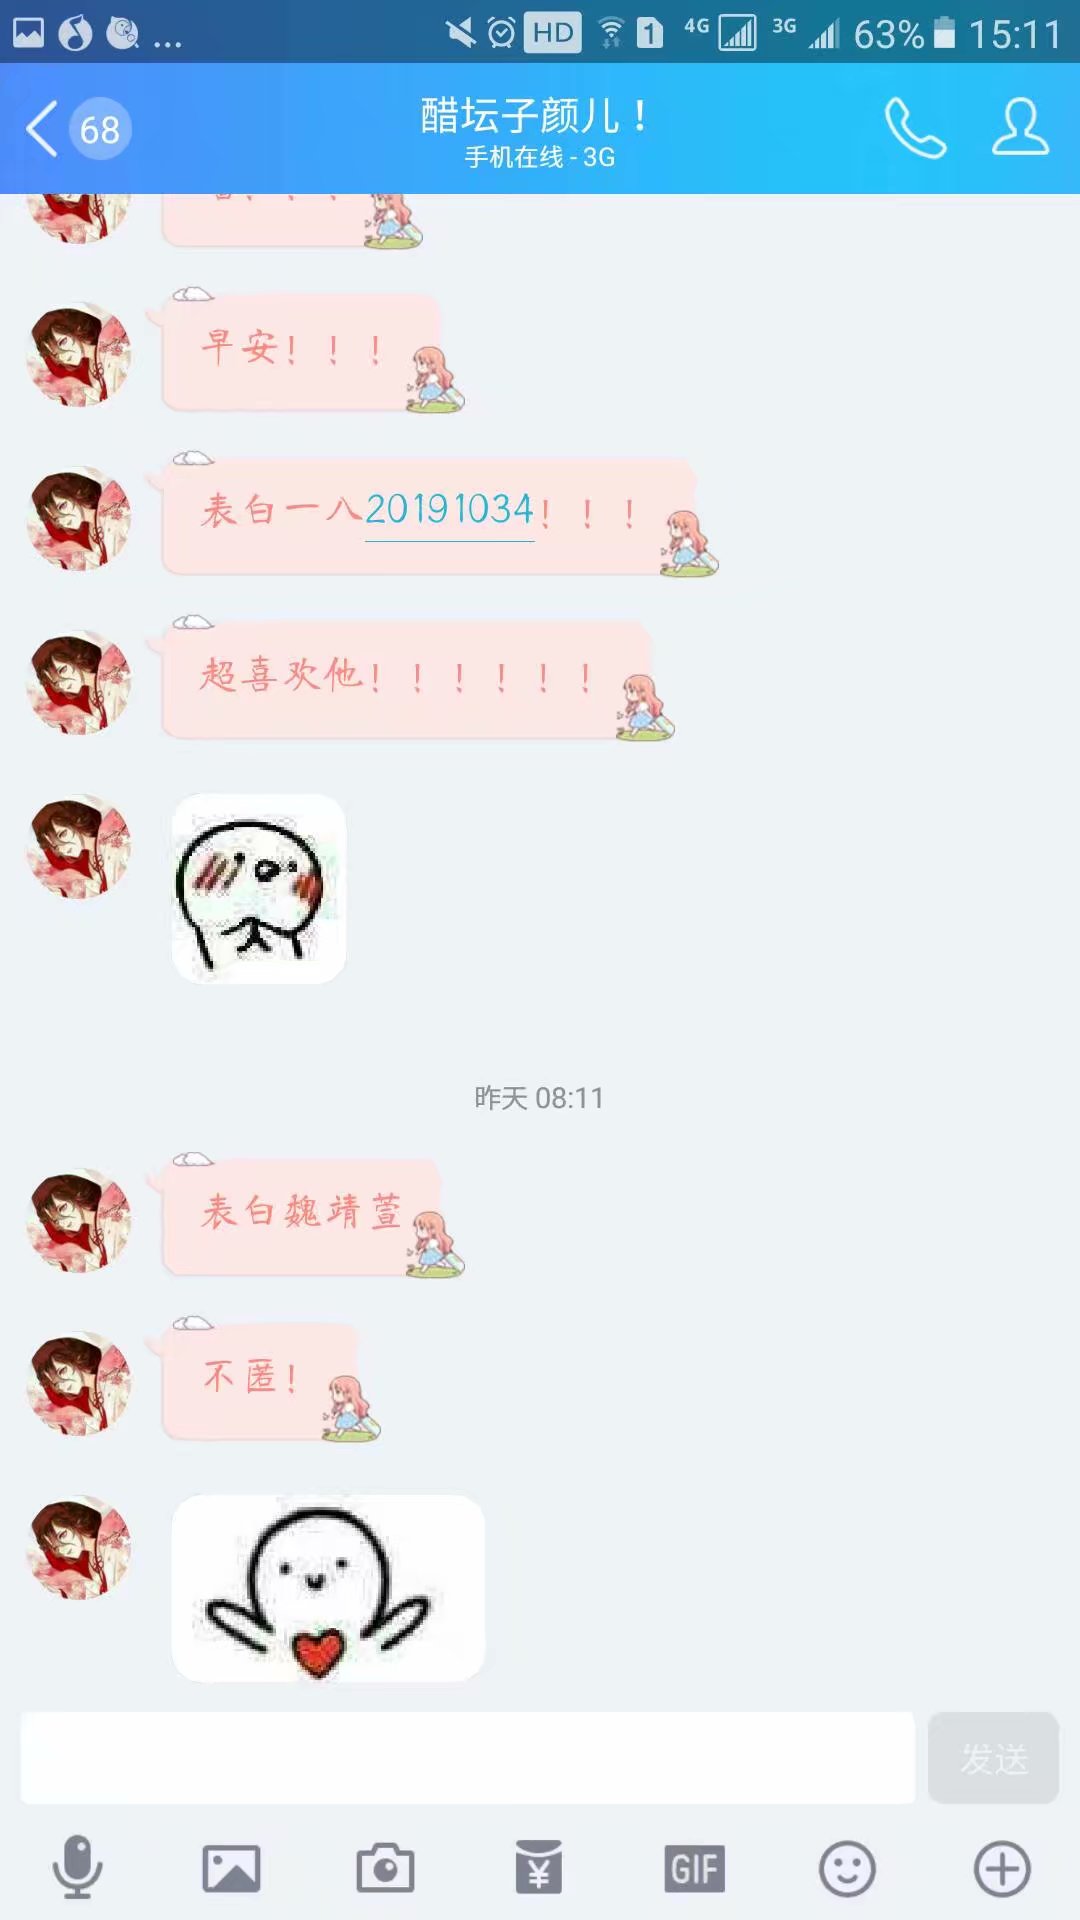 ... HD 1 4G 3G 63% 15:11
68
醋坛子颜儿！
手机在线 - 3G
早安！！！
表白一八20191034！！！
超喜欢他！！！！！！
昨天 08:11
表白魏靖萱
不匿！
发送
GIF